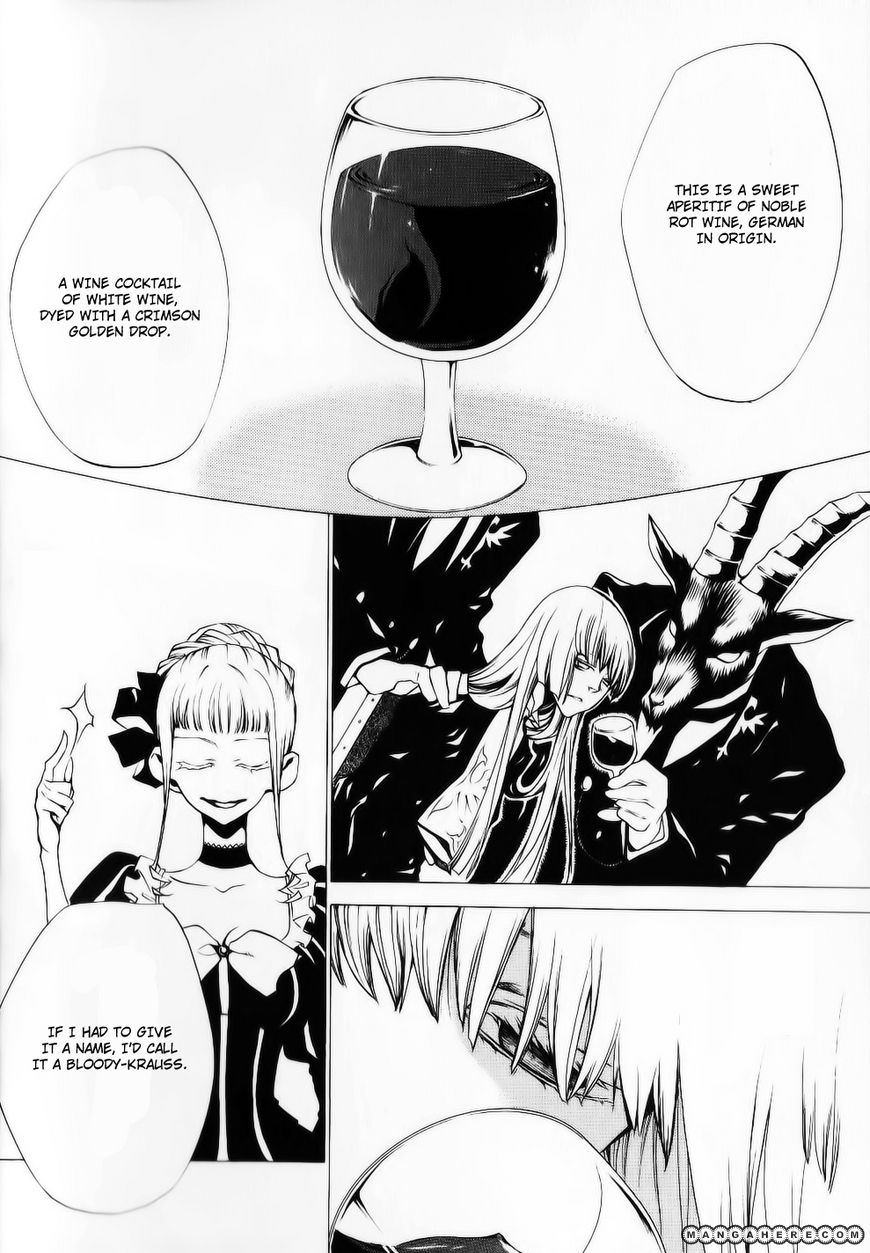 THIS IS A SWEET
APERITIF OF NOBLE
ROT WINE, GERMAN
IN ORIGIN.
A WINE COCKTAIL
OF WHITE WINE,
DYED WITH A CRIMSON
GOLDEN DROP.
IF I HAD TO GIVE
IT A NAME, I'D CALL
IT A BLOODY-KRAUSS.
MANGAHERE.COM